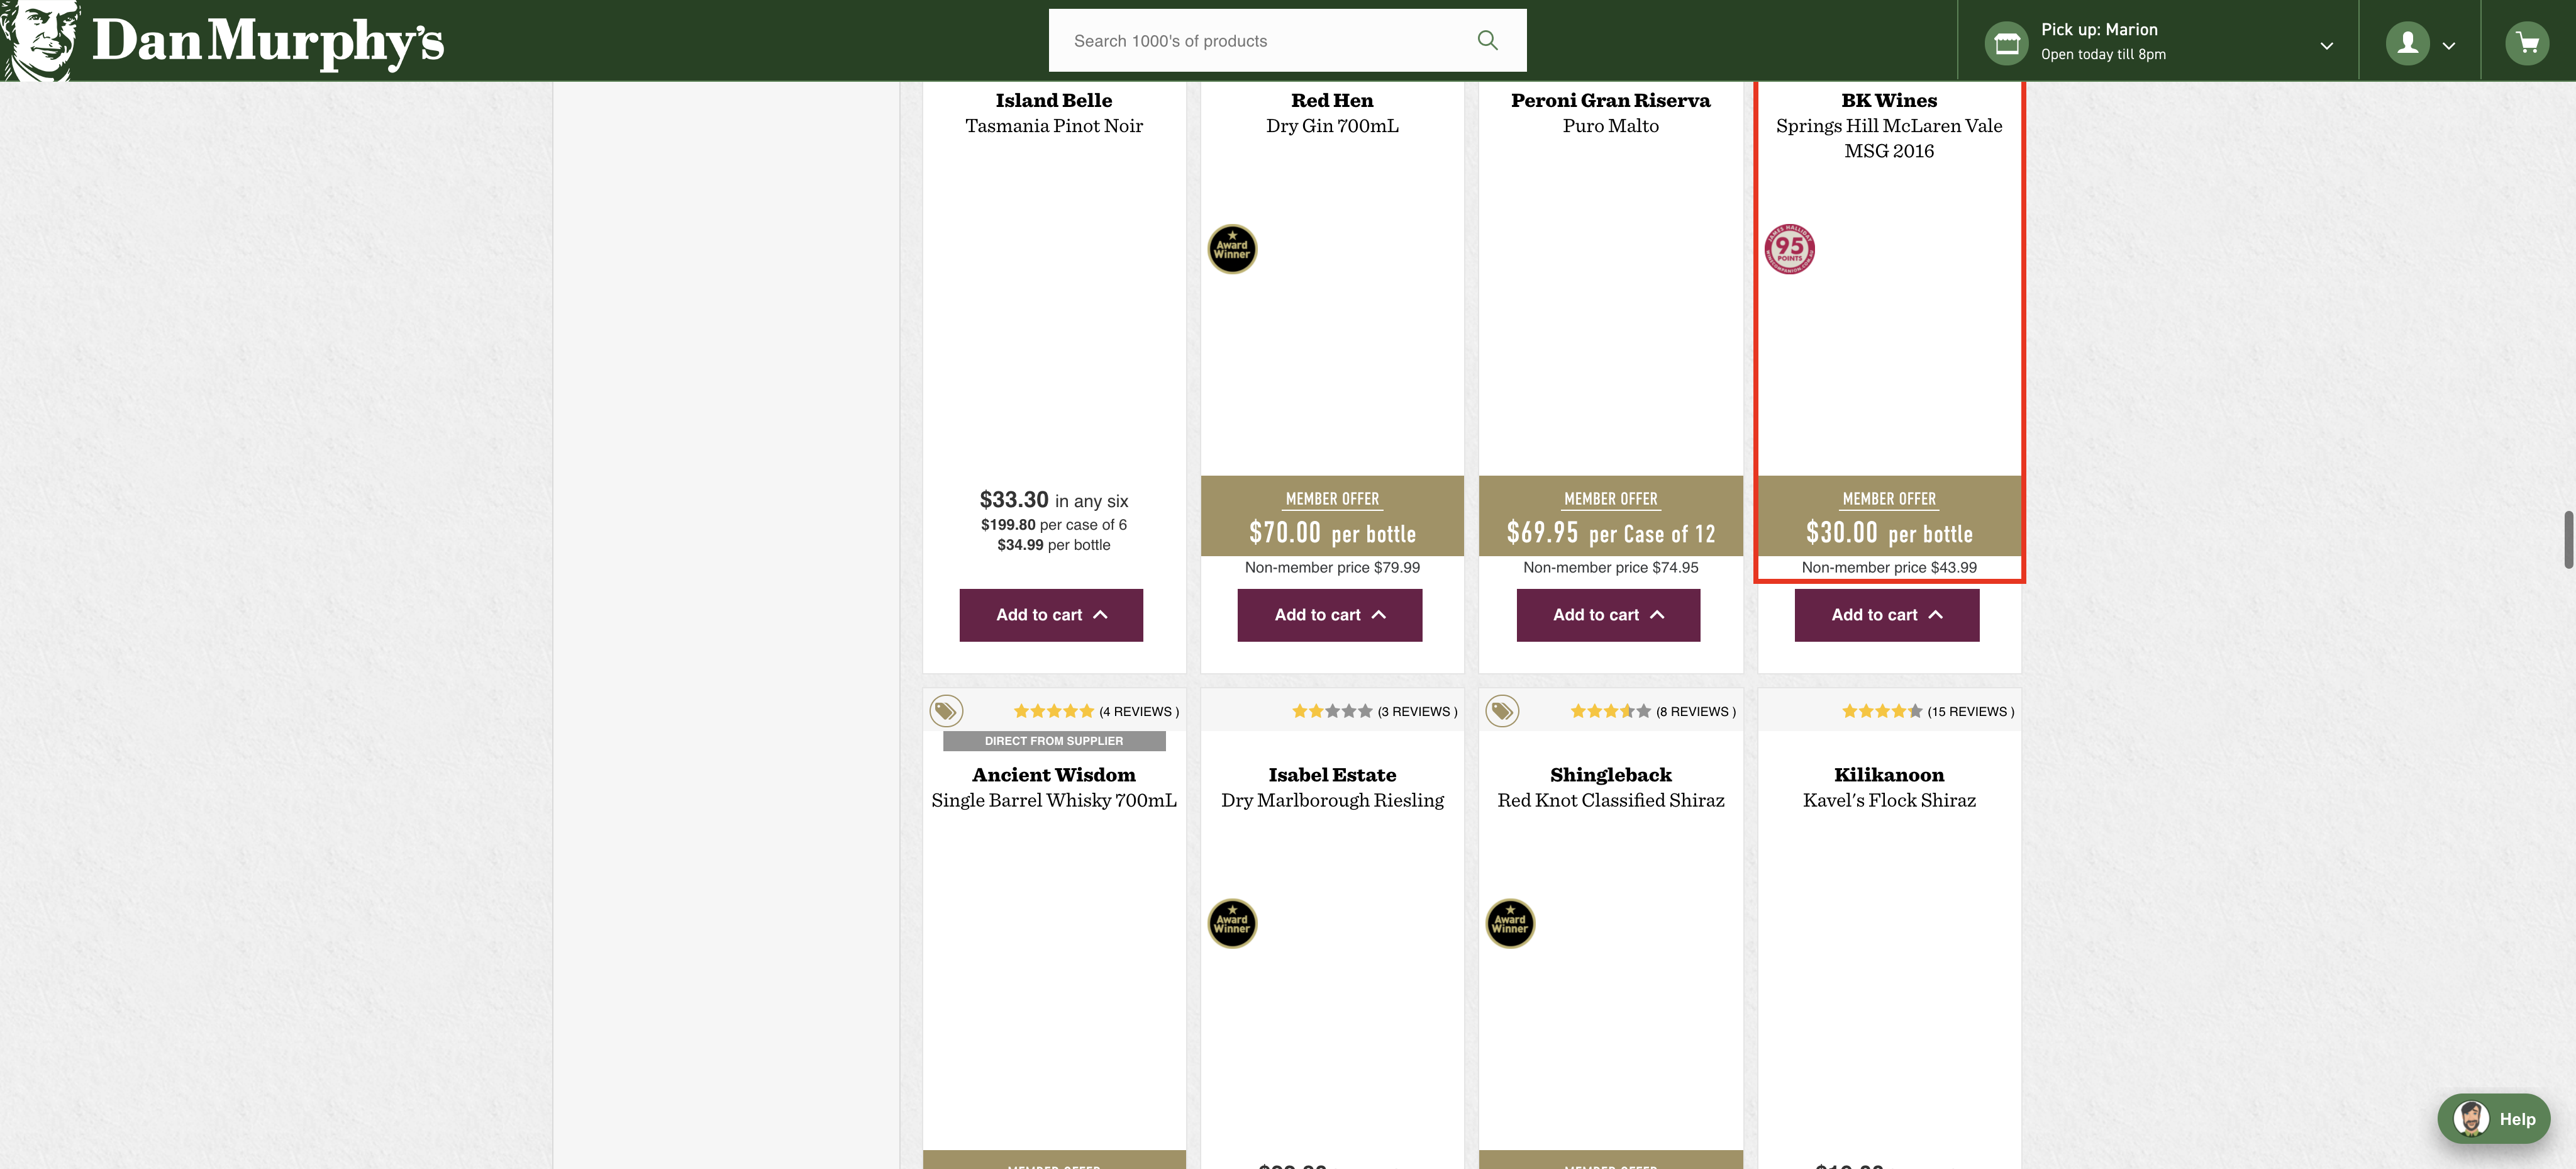 Dan Murphy's
Search 1000's of products
Pick up: Marion
Open today till 8pm
Island Belle
Tasmania Pinot Noir
$33.30 in any six
$199.80 per case of 6
$34.99 per bottle
Add to cart
Red Hen
Dry Gin 700mL
Award
Winner
MEMBER OFFER
$70.00 per bottle
Non-member price $79.99
Add to cart
Peroni Gran Riserva
Puro Malto
MEMBER OFFER
$69.95 per Case of 12
Non-member price $74.95
Add to cart
BK Wines
Springs Hill McLaren Vale
MSG 2016
JAMES HALLIDAY
95
POINTS
MEMBER OFFER
$30.00 per bottle
Non-member price $43.99
Add to cart
(4 REVIEWS )
DIRECT FROM SUPPLIER
Ancient Wisdom
Single Barrel Whisky 700mL
(3 REVIEWS )
Isabel Estate
Dry Marlborough Riesling
Award
Winner
(8 REVIEWS )
Shingleback
Red Knot Classified Shiraz
Award
Winner
(15 REVIEWS )
Kilikanoon
Kavel's Flock Shiraz
MEMBER OFFER
MEMBER OFFER
Help